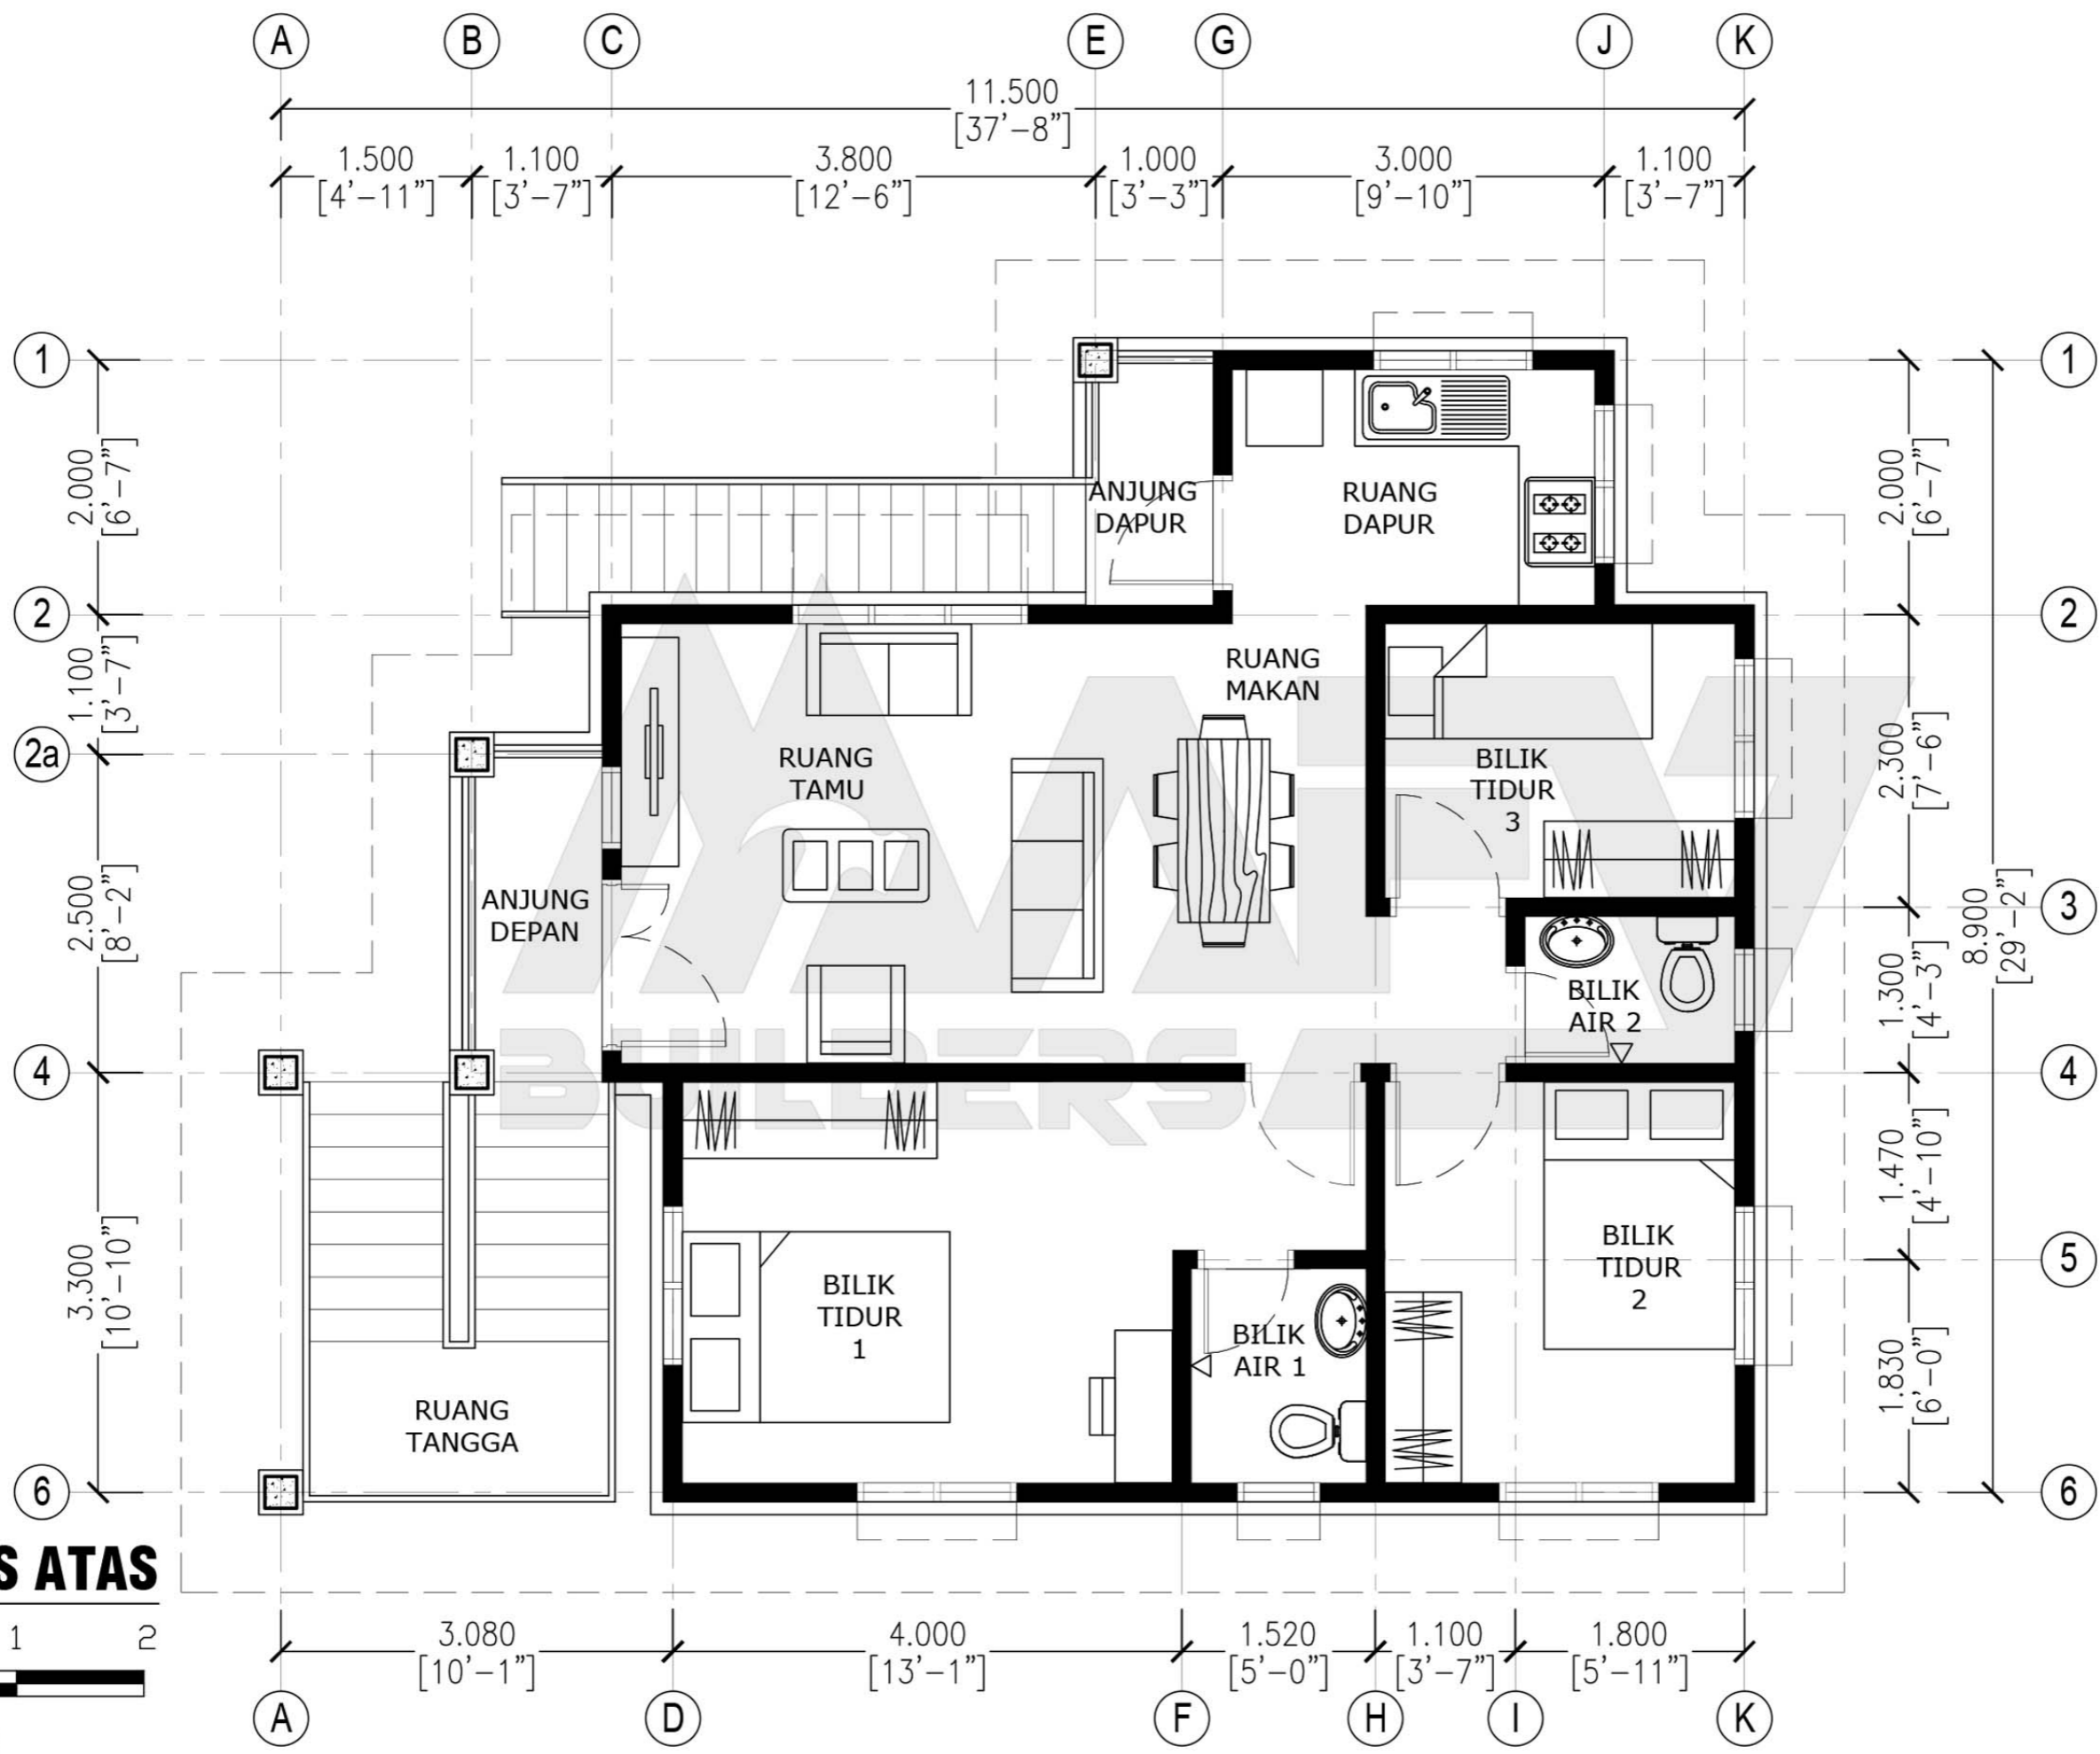 A B C E G J K
11.500
[37'-8"]
1.500 1.100 3.800 1.000 3.000 1.100
[4'-11"] [3'-7"] [12'-6"] [3'-3"] [9'-10"] [3'-7"]
1 1
2.000
[6'-7"]
2.000
[6'-7"]
ANJUNG
DAPUR
RUANG
DAPUR
2 2
1.100
[3'-7"]
RUANG
MAKAN
2a
RUANG
TAMU
BILIK
TIDUR
3
2.300
[7'-6"]
2.500
[8'-2"]
ANJUNG
DEPAN
3
8.900
[29'-2"]
BILIK
AIR 2
1.300
[4'-3"]
BUILDERS
4 4
1.470
[4'-10"]
3.300
[10'-10"]
BILIK
TIDUR
1
BILIK
AIR 1
BILIK
TIDUR
2
5
1.830
[6'-0"]
RUANG
TANGGA
6 6
S ATAS
1 2
3.080 4.000 1.520 1.100 1.800
[10'-1"] [13'-1"] [5'-0"] [3'-7"] [5'-11"]
A D F H I K